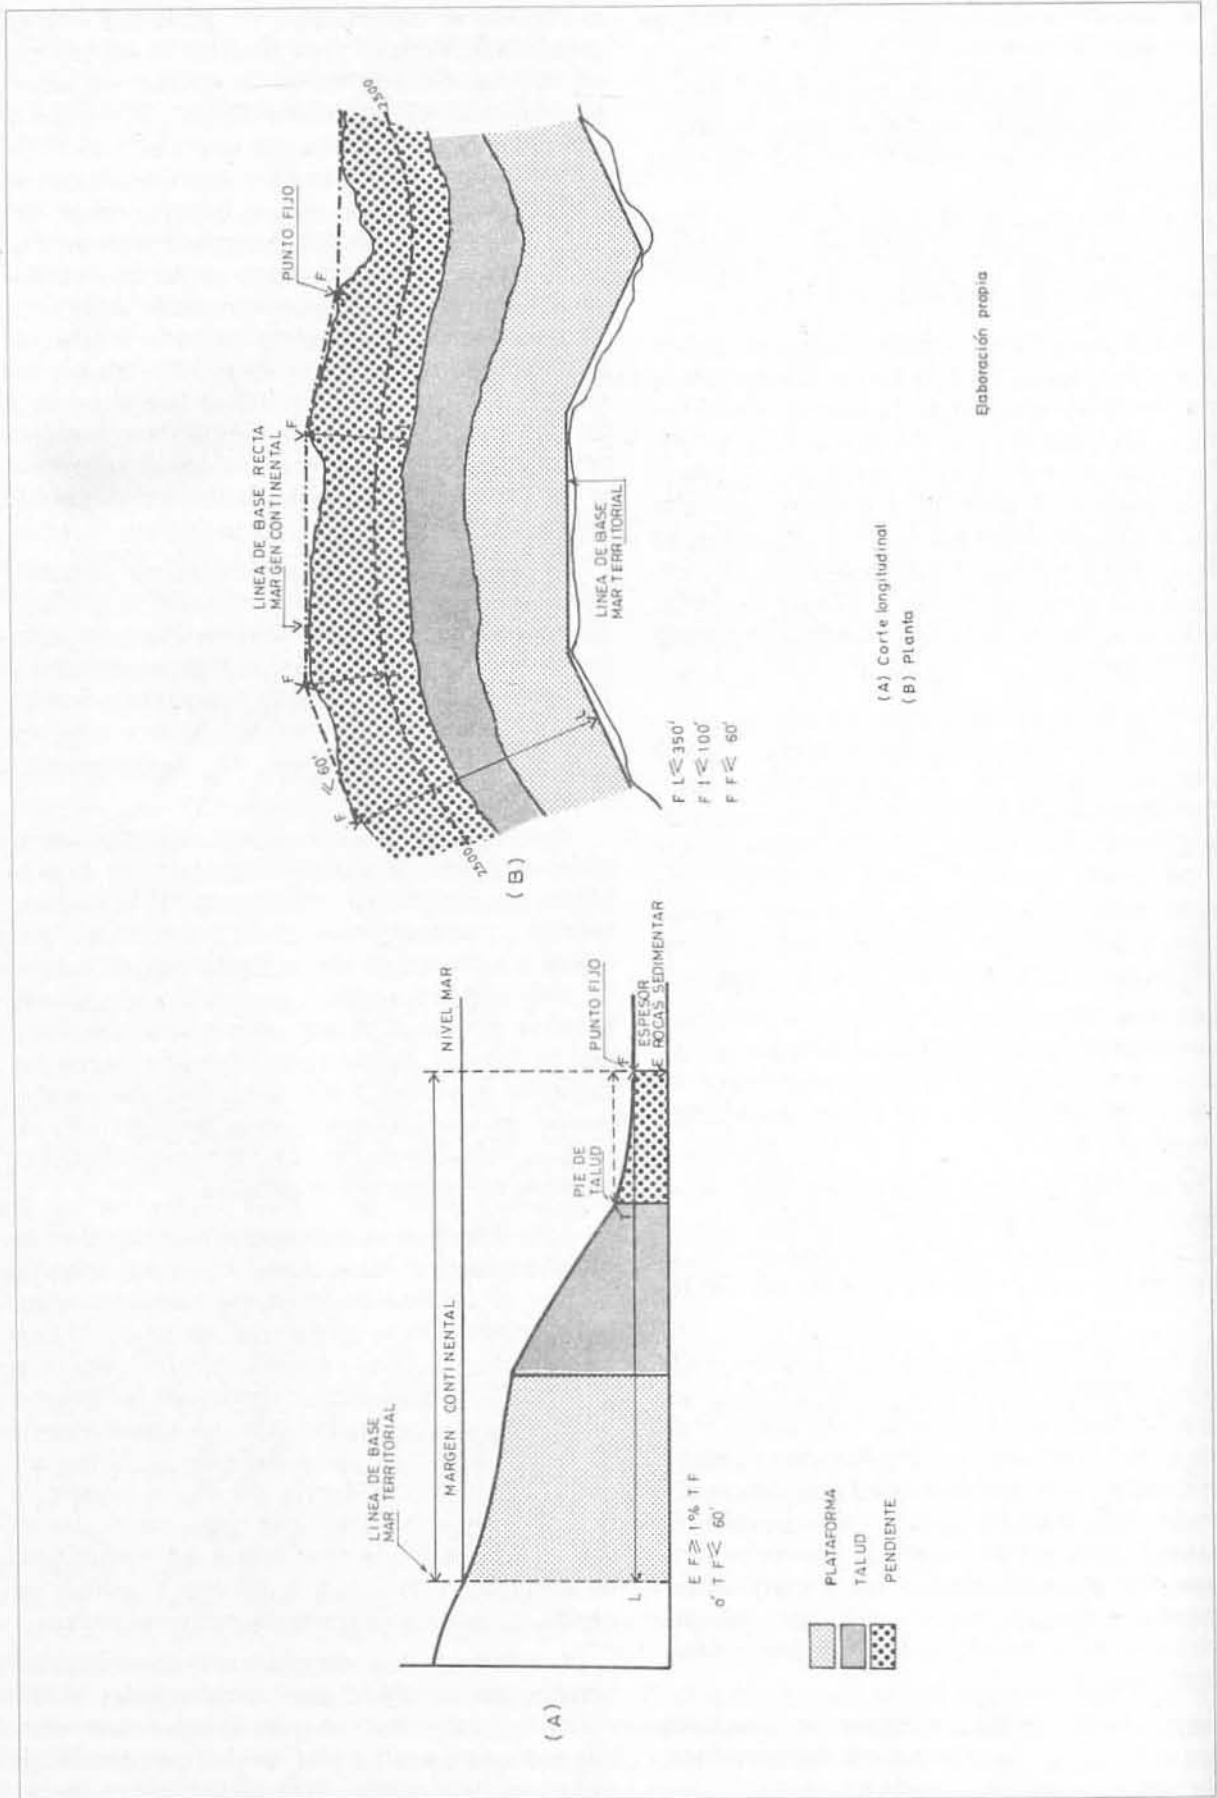 (A)
LINEA DE BASE
MAR TERRITORIAL
MARGEN CONTINENTAL
NIVEL MAR
PIE DE
TALUD
T
PUNTO FIJO
F
ESPESOR
E ROCAS SEDIMENTAR
L
E F ⩾ 1% T F
o' T F ⩽ 60'
PLATAFORMA
TALUD
PENDIENTE
(B)
2500
F
⩽ 60'
F
LINEA DE BASE RECTA
MARGEN CONTINENTAL
F
PUNTO FIJO
F
2500
L
LINEA DE BASE
MAR TERRITORIAL
F L ⩽ 350'
F I ⩽ 100'
F F ⩽ 60'
(A) Corte longitudinal
(B) Planta
Elaboración propia